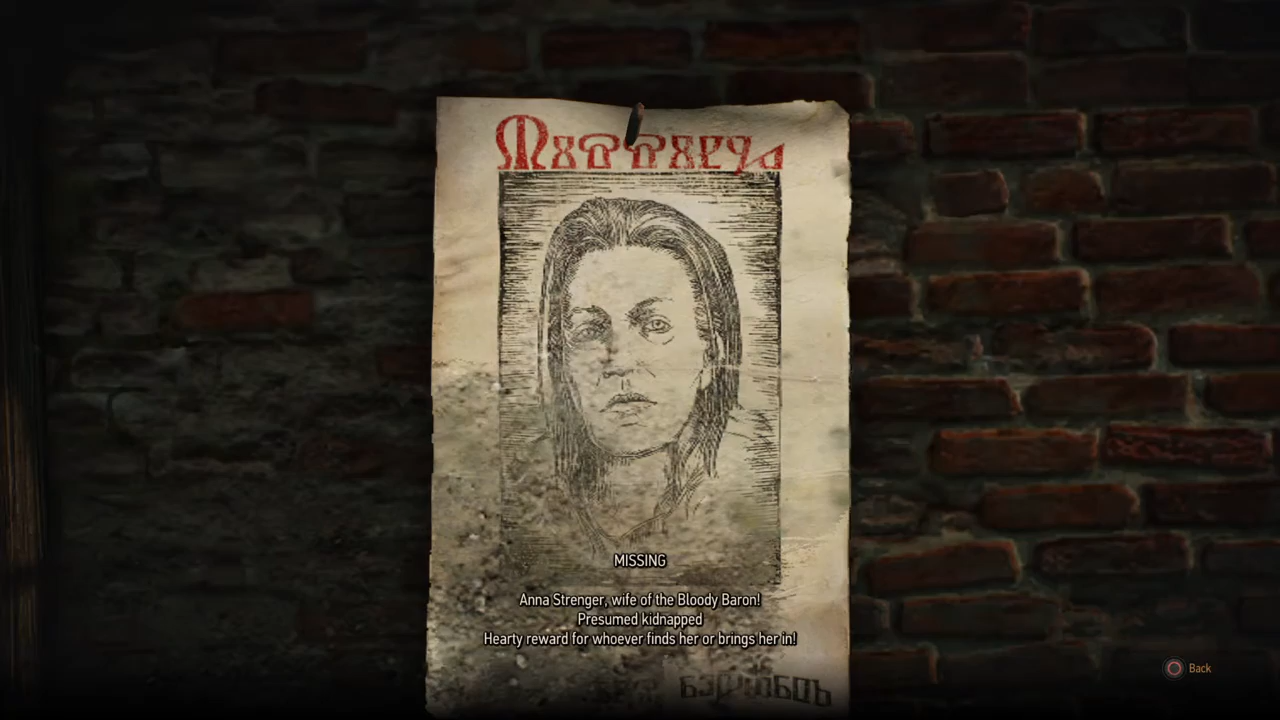 MISSING
Anna Strenger, wife of the Bloody Baron!
Presumed kidnapped
Hearty reward for whoever finds her or brings her in!
Back